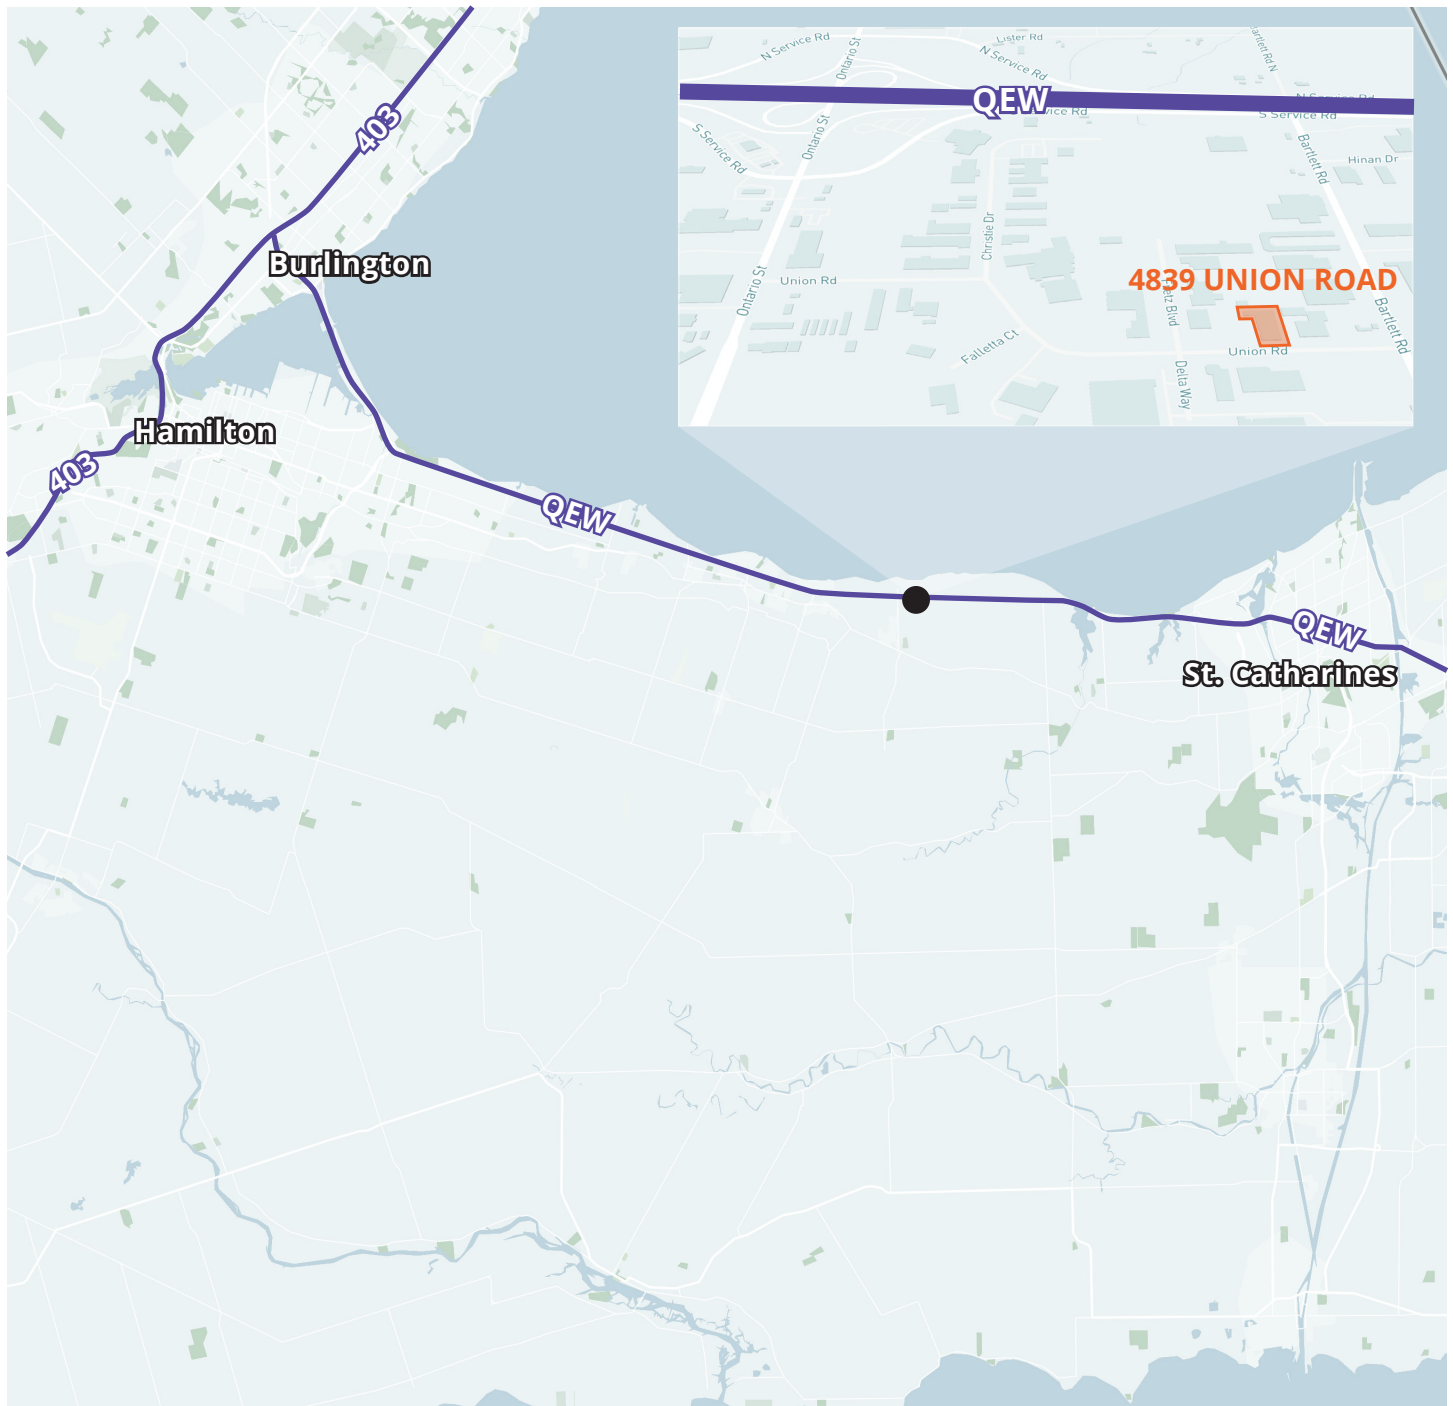 N Service Rd
Ontario St
N Service Rd
Lister Rd
Bartlett Rd N
403
QEW
N Service Rd
Service Rd
S Service Rd
S Service Rd
Ontario St
Bartlett Rd
Hinan Dr
Christie Dr
Burlington
Union Rd
Ontario St
4839 UNION ROAD
Bartlett Rd
Falletta Ct
Union Rd
Delta Way
Hamilton
403
QEW
QEW
St. Catharines